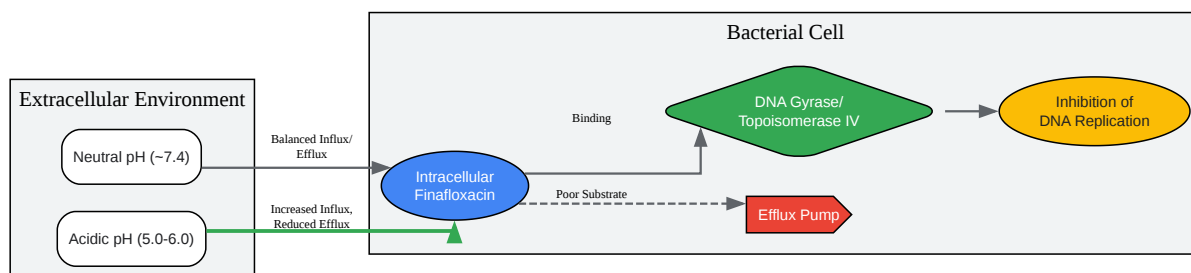 Bacterial Cell
Extracellular Environment
Neutral pH (~7.4)
Balanced Influx/
Efflux
Acidic pH (5.0-6.0)
Increased Influx,
Reduced Efflux
Intracellular
Finafloxacin
Binding
Poor Substrate
DNA Gyrase/
Topoisomerase IV
Efflux Pump
Inhibition of
DNA Replication